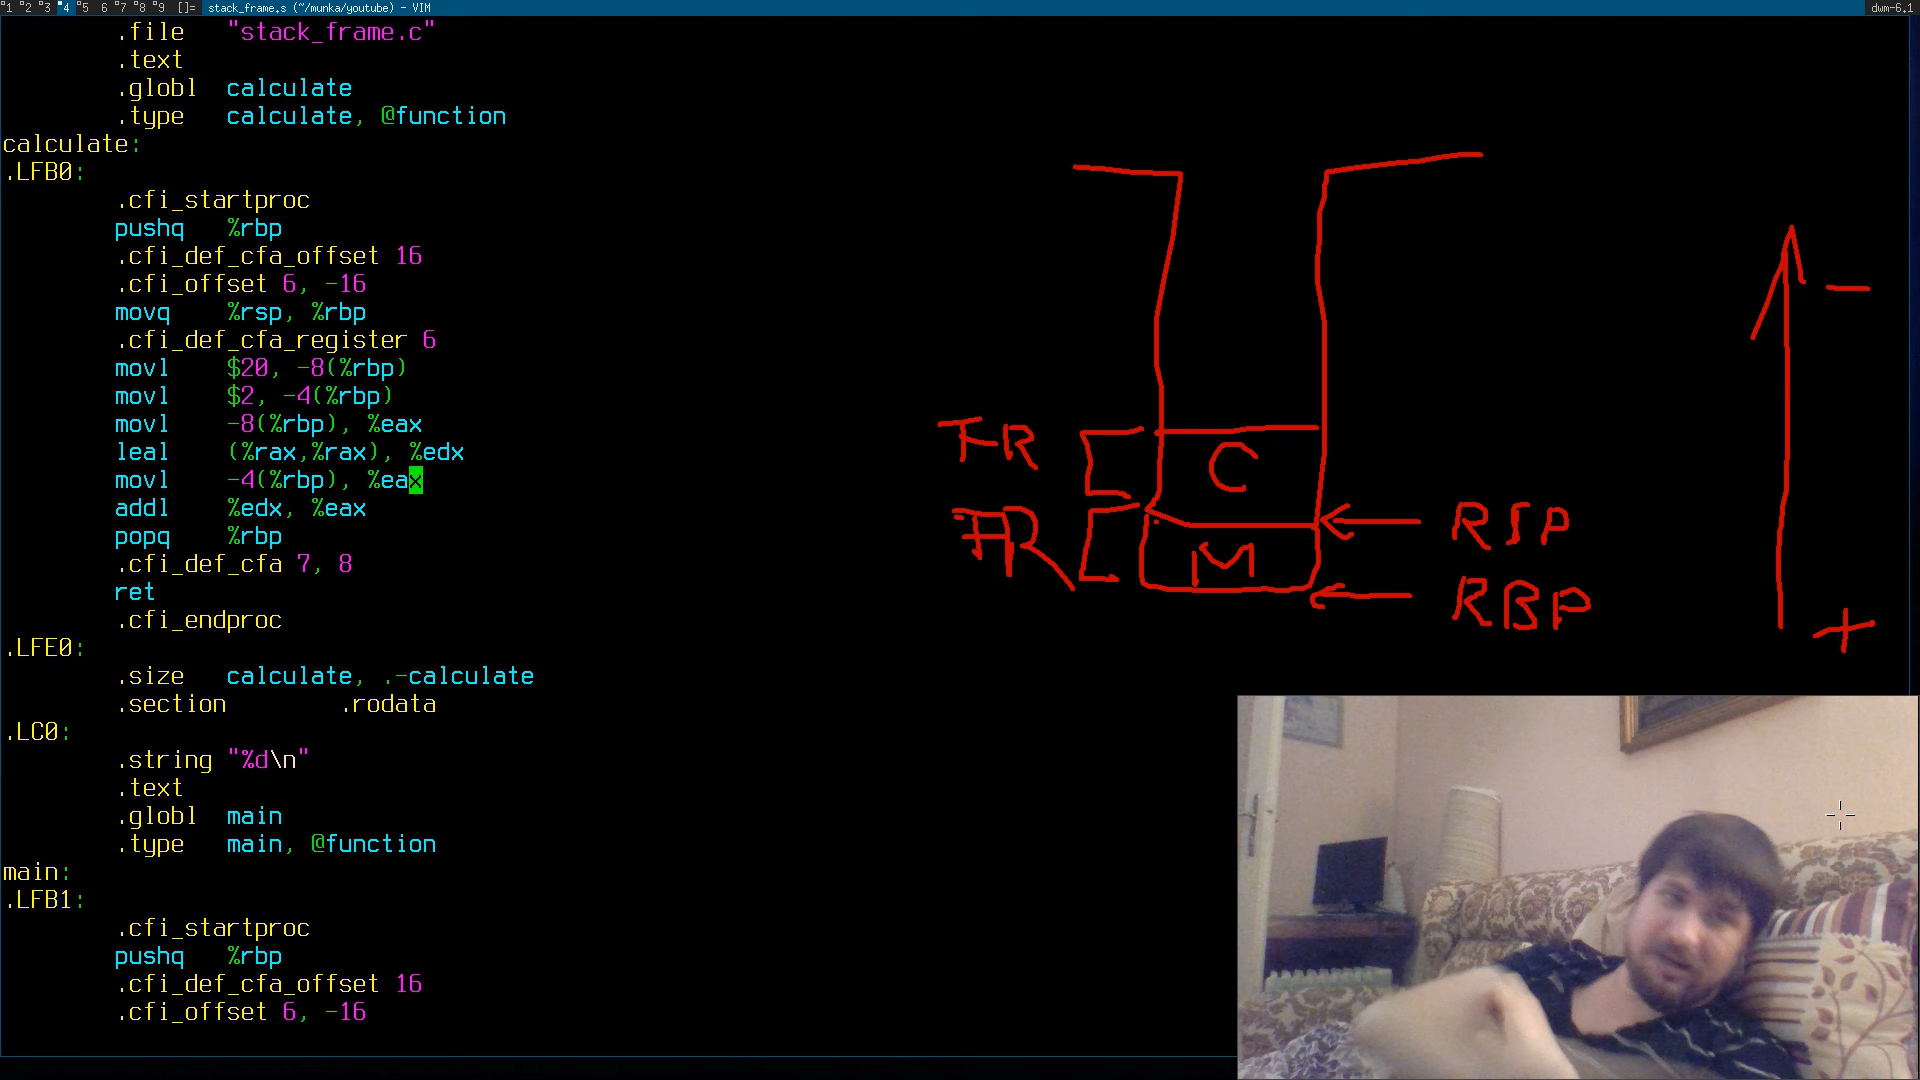 1 2 3 4 5 6 7 8 9 []= stack_frame.s (~/munka/youtube) - VIM dwm-6.1
.file "stack_frame.c"
.text
.globl calculate
.type calculate, @function
calculate:
.LFB0:
.cfi_startproc
pushq %rbp
.cfi_def_cfa_offset 16
.cfi_offset 6, -16
movq %rsp, %rbp
.cfi_def_cfa_register 6
movl $20, -8(%rbp)
movl $2, -4(%rbp)
movl -8(%rbp), %eax
leal (%rax,%rax), %edx
movl -4(%rbp), %eax
addl %edx, %eax
popq %rbp
.cfi_def_cfa 7, 8
ret
.cfi_endproc
.LFE0:
.size calculate, .-calculate
.section .rodata
.LC0:
.string "%d\n"
.text
.globl main
.type main, @function
main:
.LFB1:
.cfi_startproc
pushq %rbp
.cfi_def_cfa_offset 16
.cfi_offset 6, -16
-
FR C
RSP
FR M
RBP
+